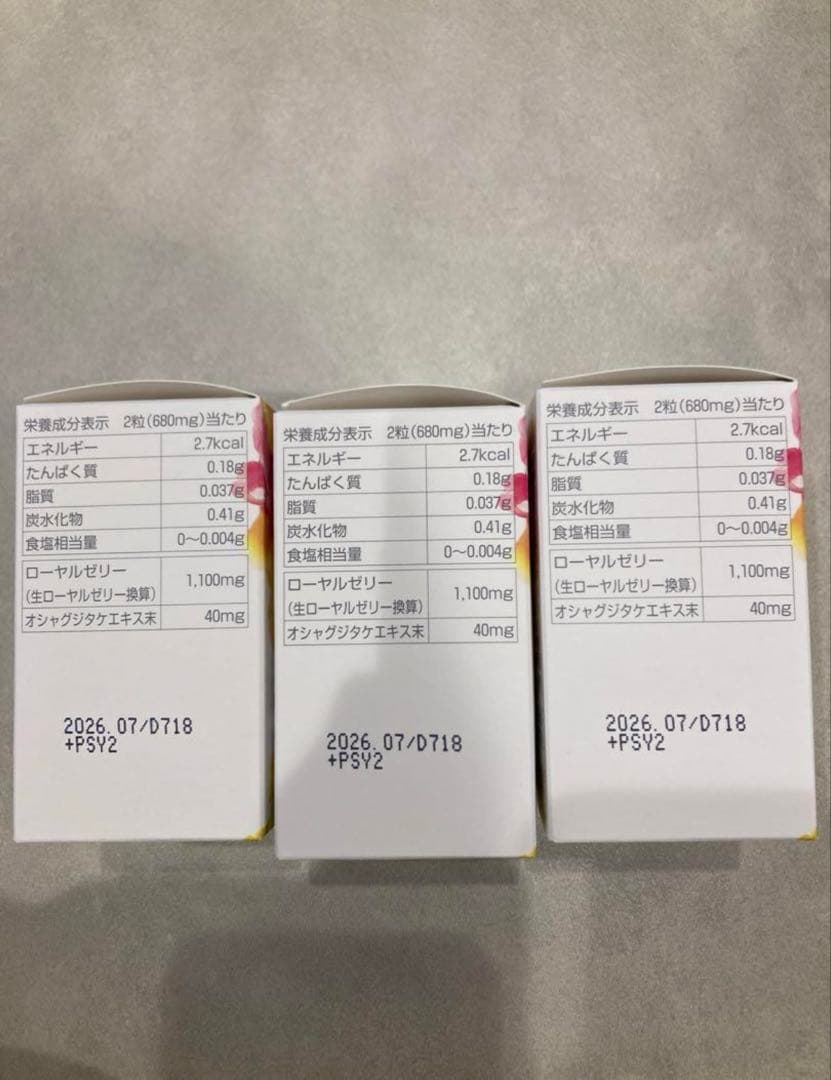 栄養成分表示 2粒(680mg)当たり
エネルギー 2.7kcal
たんぱく質 0.18g
脂質 0.037g
炭水化物 0.41g
食塩相当量 0〜0.004g
ローヤルゼリー
(生ローヤルゼリー換算) 1,100mg
オシャグジタケエキス末 40mg
2026.07/D718
+PSY2
栄養成分表示 2粒(680mg)当たり
エネルギー 2.7kcal
たんぱく質 0.18g
脂質 0.037g
炭水化物 0.41g
食塩相当量 0〜0.004g
ローヤルゼリー
(生ローヤルゼリー換算) 1,100mg
オシャグジタケエキス末 40mg
2026.07/D718
+PSY2
栄養成分表示 2粒(680mg)当たり
エネルギー 2.7kcal
たんぱく質 0.18g
脂質 0.037g
炭水化物 0.41g
食塩相当量 0〜0.004g
ローヤルゼリー
(生ローヤルゼリー換算) 1,100mg
オシャグジタケエキス末 40mg
2026.07/D718
+PSY2